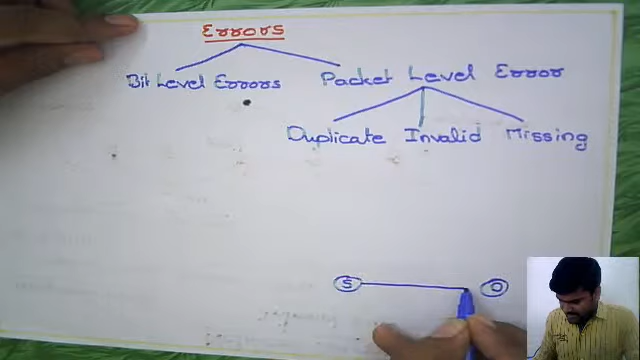 Errors
Bit Level Errors Packet Level Error
Duplicate Invalid Missing
S D